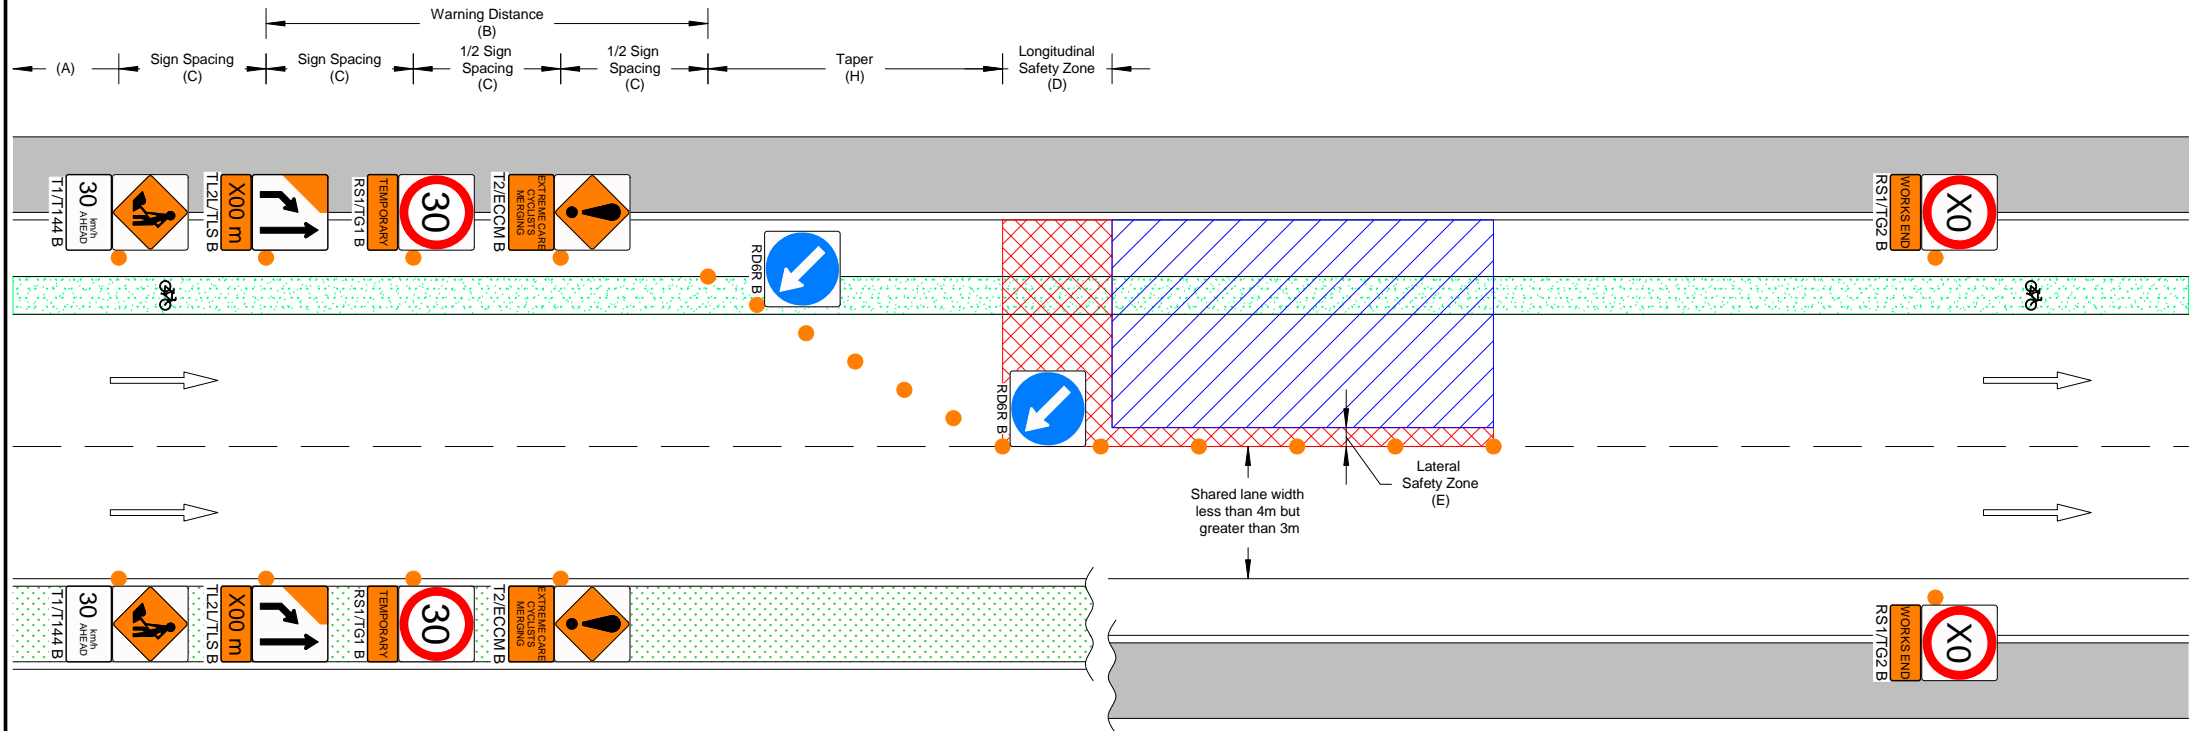 Warning Distance
(B)
(A)
Sign Spacing
(C)
Sign Spacing
(C)
1/2 Sign
Spacing
(C)
1/2 Sign
Spacing
(C)
Taper
(H)
Longitudinal
Safety Zone
(D)
30 km/h
AHEAD
T1/T144 B
X00 m
TL2L/TLS B
30
TEMPORARY
RS1/TG1 B
EXTREME CARE
CYCLISTS
MERGING
T2/ECCM B
RD6R B
RD6R B
X0
WORKS END
RS1/TG2 B
Lateral
Safety Zone
(E)
Shared lane width
less than 4m but
greater than 3m
30 km/h
AHEAD
T1/T144 B
X00 m
TL2L/TLS B
30
TEMPORARY
RS1/TG1 B
EXTREME CARE
CYCLISTS
MERGING
T2/ECCM B
X0
WORKS END
RS1/TG2 B